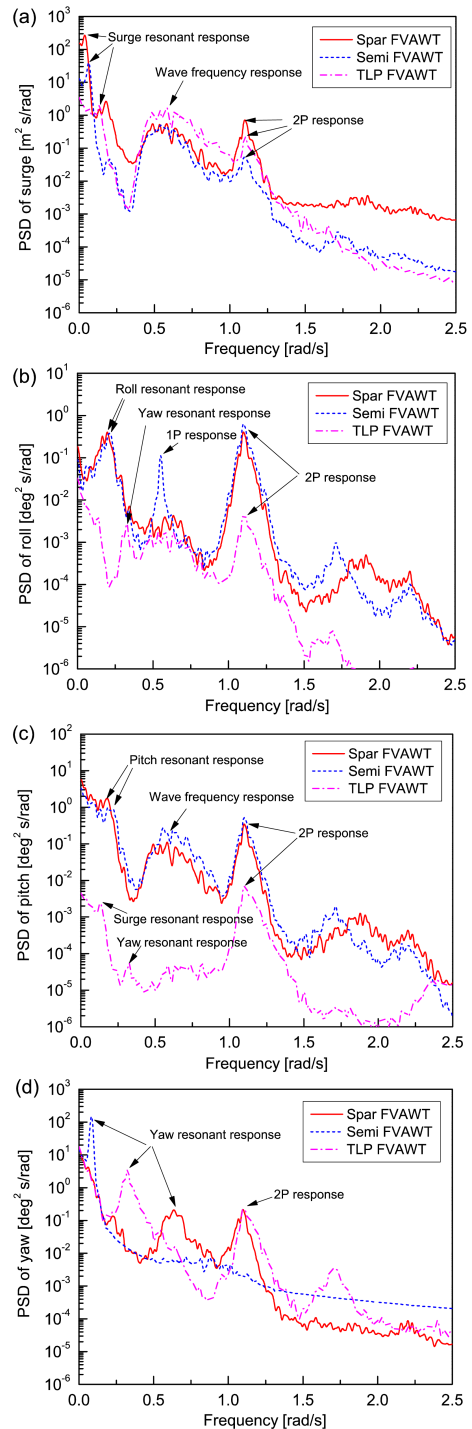 (a)
10³
10²
10¹
10⁰
10⁻¹
10⁻²
10⁻³
10⁻⁴
10⁻⁵
10⁻⁶
PSD of surge [m² s/rad]
Surge resonant response
Wave frequency response
2P response
Spar FVAWT
Semi FVAWT
TLP FVAWT
0.0 0.5 1.0 1.5 2.0 2.5
Frequency [rad/s]
(b)
10¹
10⁰
10⁻¹
10⁻²
10⁻³
10⁻⁴
10⁻⁵
10⁻⁶
PSD of roll [deg² s/rad]
Roll resonant response
Yaw resonant response
1P response
2P response
Spar FVAWT
Semi FVAWT
TLP FVAWT
0.0 0.5 1.0 1.5 2.0 2.5
Frequency [rad/s]
(c)
10²
10¹
10⁰
10⁻¹
10⁻²
10⁻³
10⁻⁴
10⁻⁵
10⁻⁶
PSD of pitch [deg² s/rad]
Pitch resonant response
Wave frequency response
2P response
Surge resonant response
Yaw resonant response
Spar FVAWT
Semi FVAWT
TLP FVAWT
0.0 0.5 1.0 1.5 2.0 2.5
Frequency [rad/s]
(d)
10³
10²
10¹
10⁰
10⁻¹
10⁻²
10⁻³
10⁻⁴
10⁻⁵
10⁻⁶
PSD of yaw [deg² s/rad]
Yaw resonant response
2P response
Spar FVAWT
Semi FVAWT
TLP FVAWT
0.0 0.5 1.0 1.5 2.0 2.5
Frequency [rad/s]